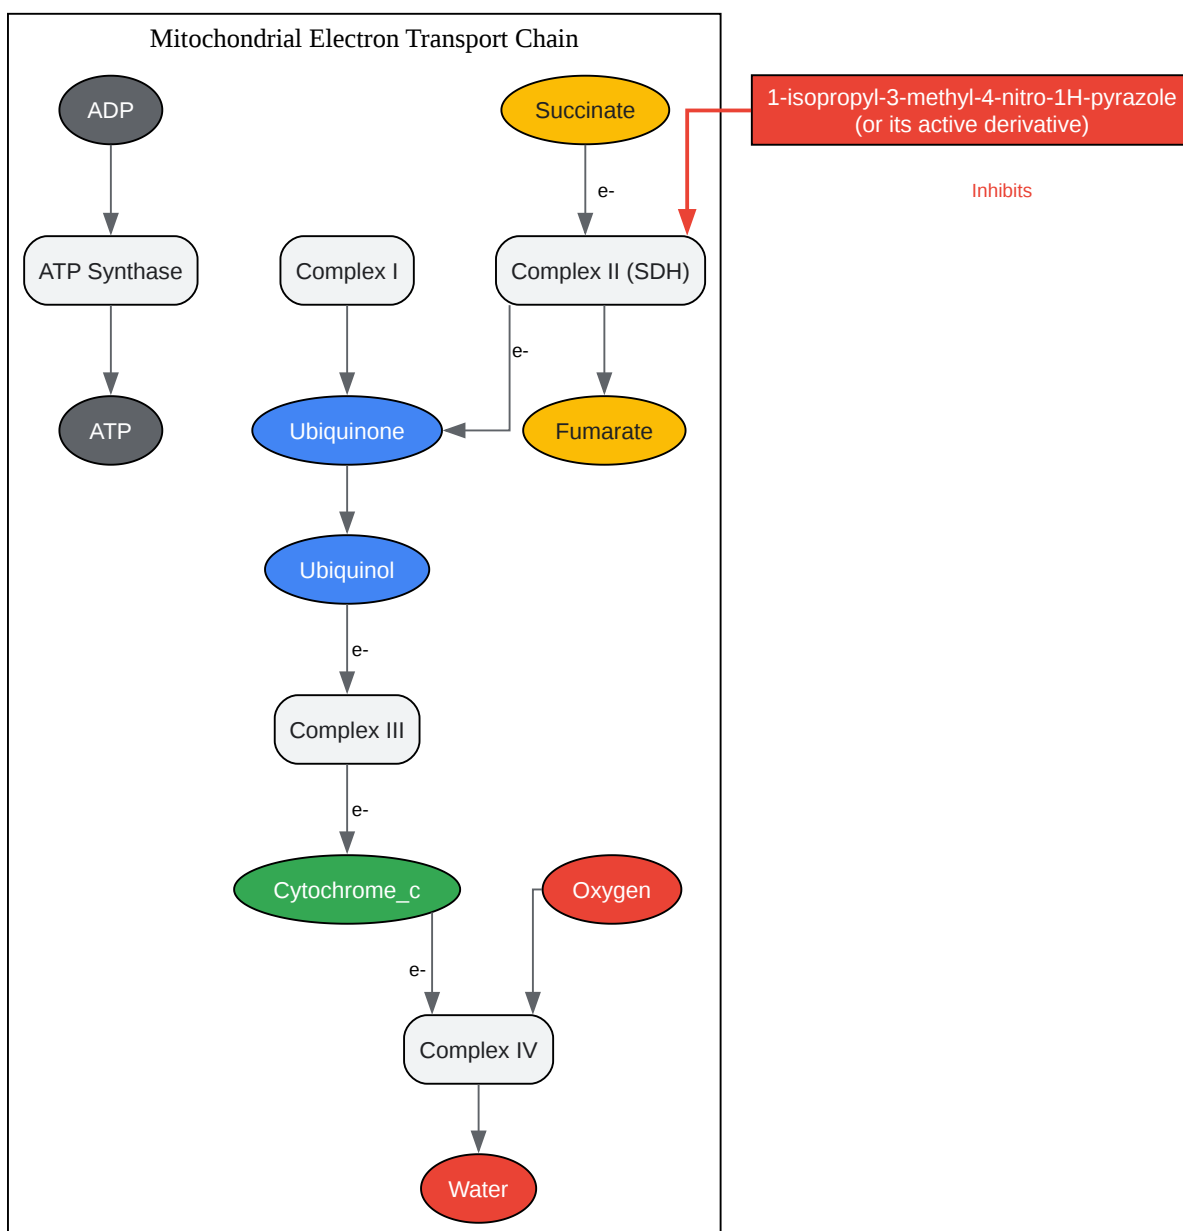 Mitochondrial Electron Transport Chain
ADP
Succinate
1-isopropyl-3-methyl-4-nitro-1H-pyrazole
(or its active derivative)
e-
Inhibits
ATP Synthase
Complex I
Complex II (SDH)
e-
ATP
Ubiquinone
Fumarate
Ubiquinol
e-
Complex III
e-
Cytochrome_c
Oxygen
e-
Complex IV
Water